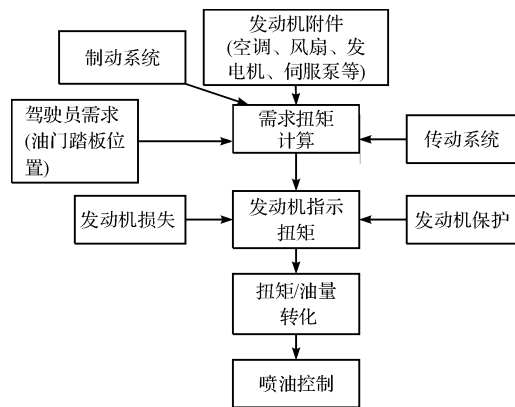 发动机附件
(空调、风扇、发
电机、伺服泵等)
制动系统
驾驶员需求
(油门踏板位
置)
需求扭矩
计算
传动系统
发动机损失
发动机指示
扭矩
发动机保护
扭矩/油量
转化
喷油控制